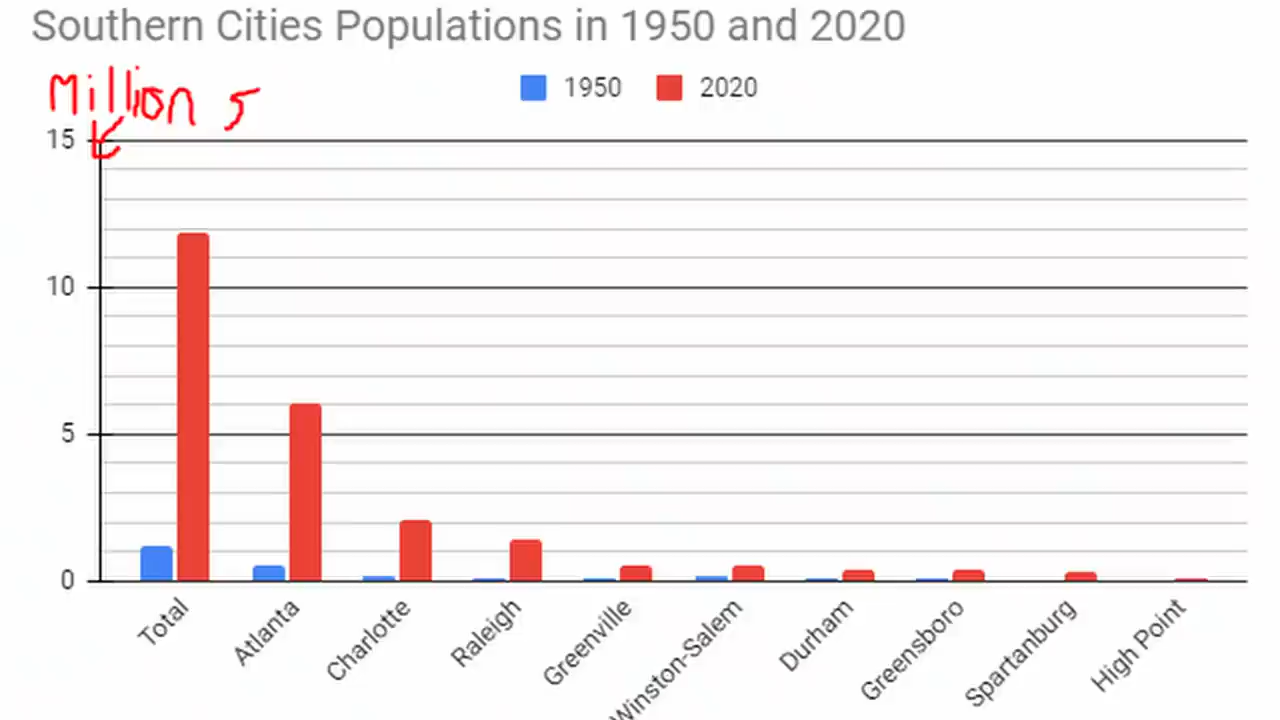 Southern Cities Populations in 1950 and 2020
Million s
1950 2020
15
10
5
0
Total Atlanta Charlotte Raleigh Greenville Winston-Salem Durham Greensboro Spartanburg High Point